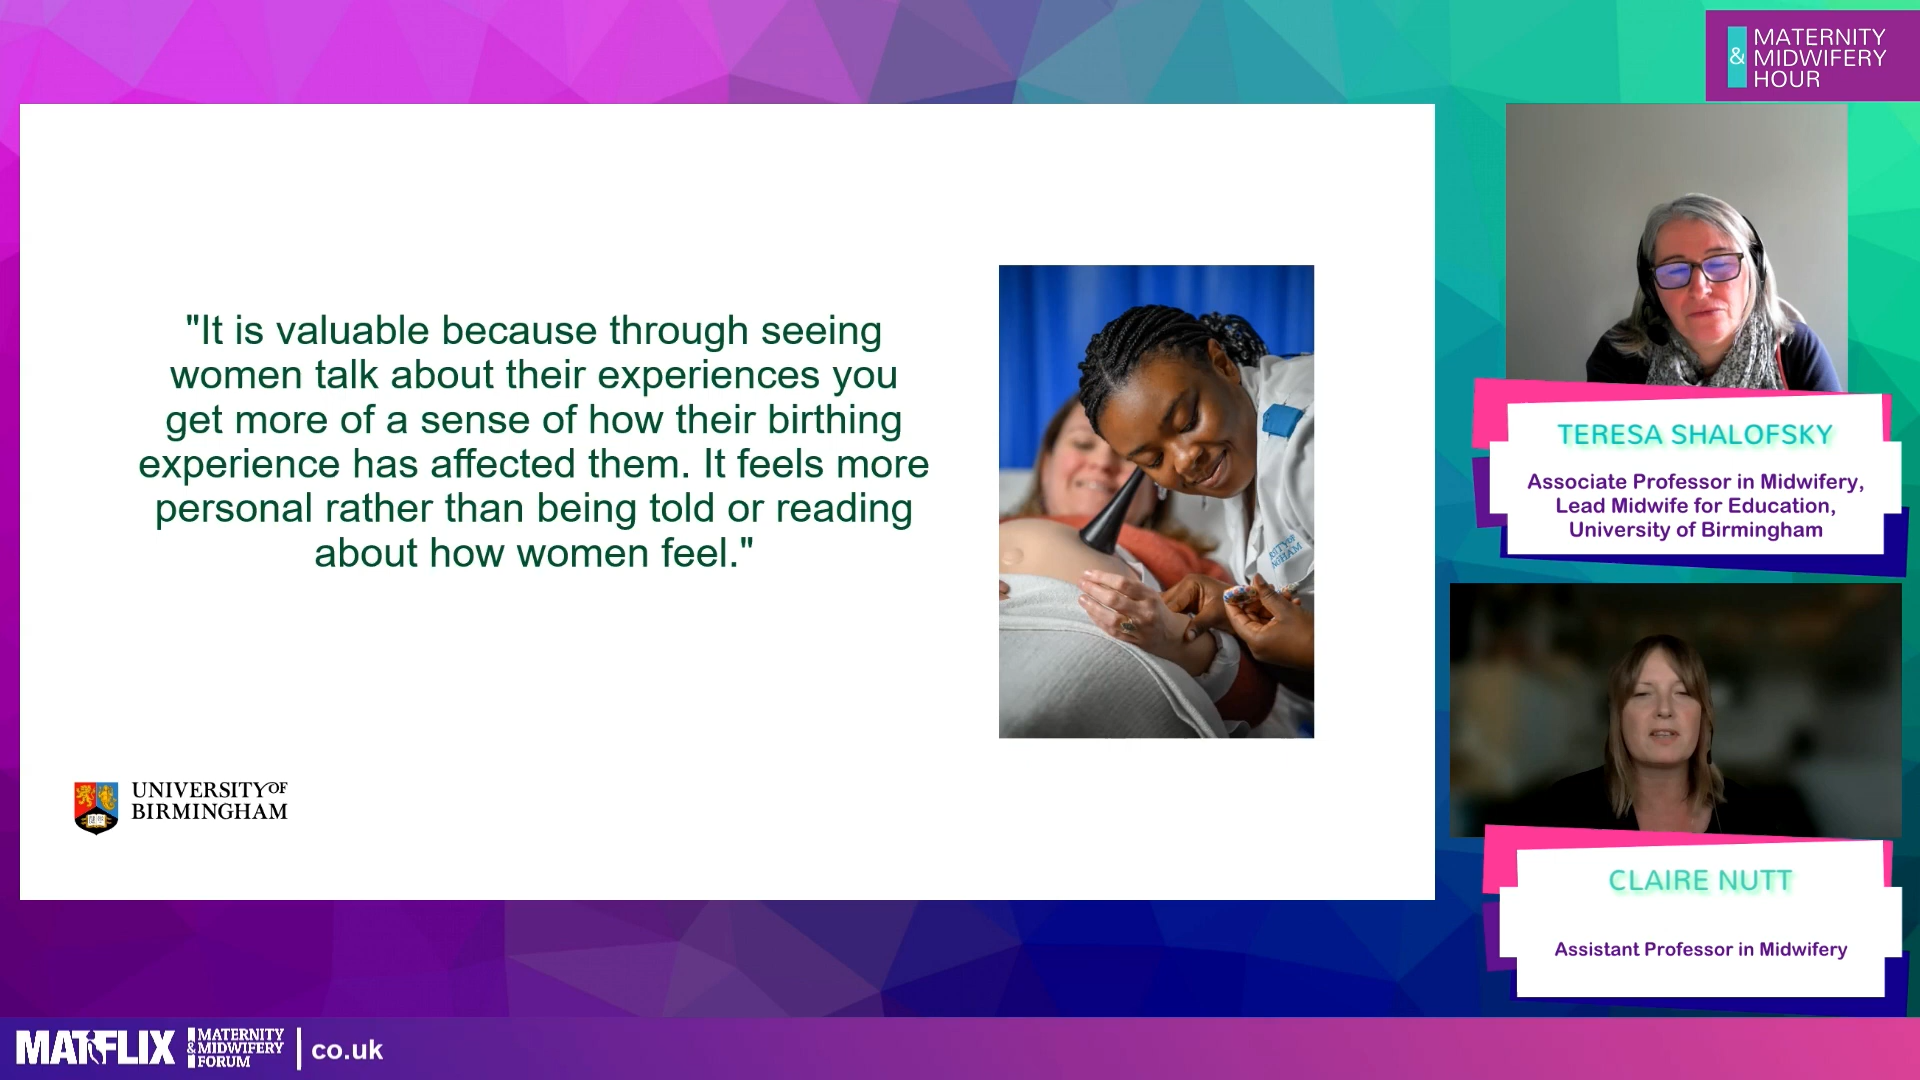 & MATERNITY
MIDWIFERY
HOUR
"It is valuable because through seeing
women talk about their experiences you
get more of a sense of how their birthing
experience has affected them. It feels more
personal rather than being told or reading
about how women feel."
UNIVERSITY OF
BIRMINGHAM
TERESA SHALOFSKY
Associate Professor in Midwifery,
Lead Midwife for Education,
University of Birmingham
CLAIRE NUTT
Assistant Professor in Midwifery
MATFLIX
MATERNITY
& MIDWIFERY
FORUM
co.uk